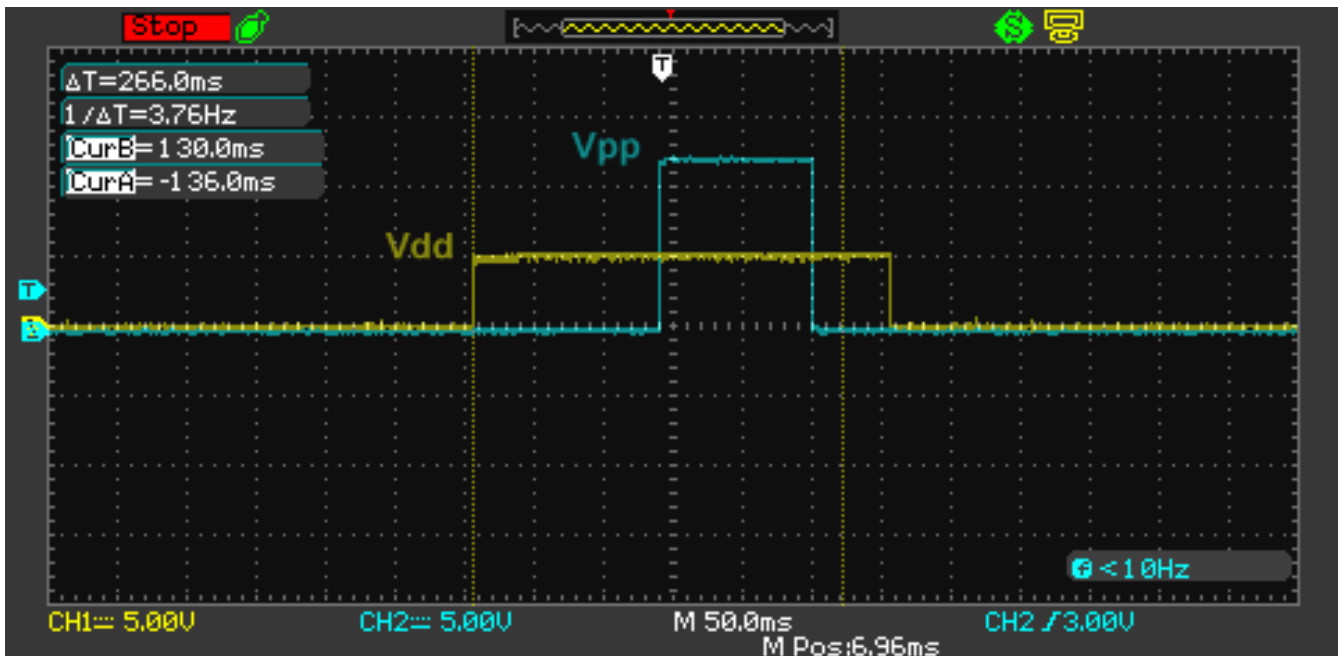 Stop
T
ΔT=266.0ms
1/ΔT=3.76Hz
CurB=130.0ms
CurA=-136.0ms
Vpp
Vdd
T
f<10Hz
CH1 5.00V CH2 5.00V M 50.0ms CH2 3.00V
M Pos:6.96ms